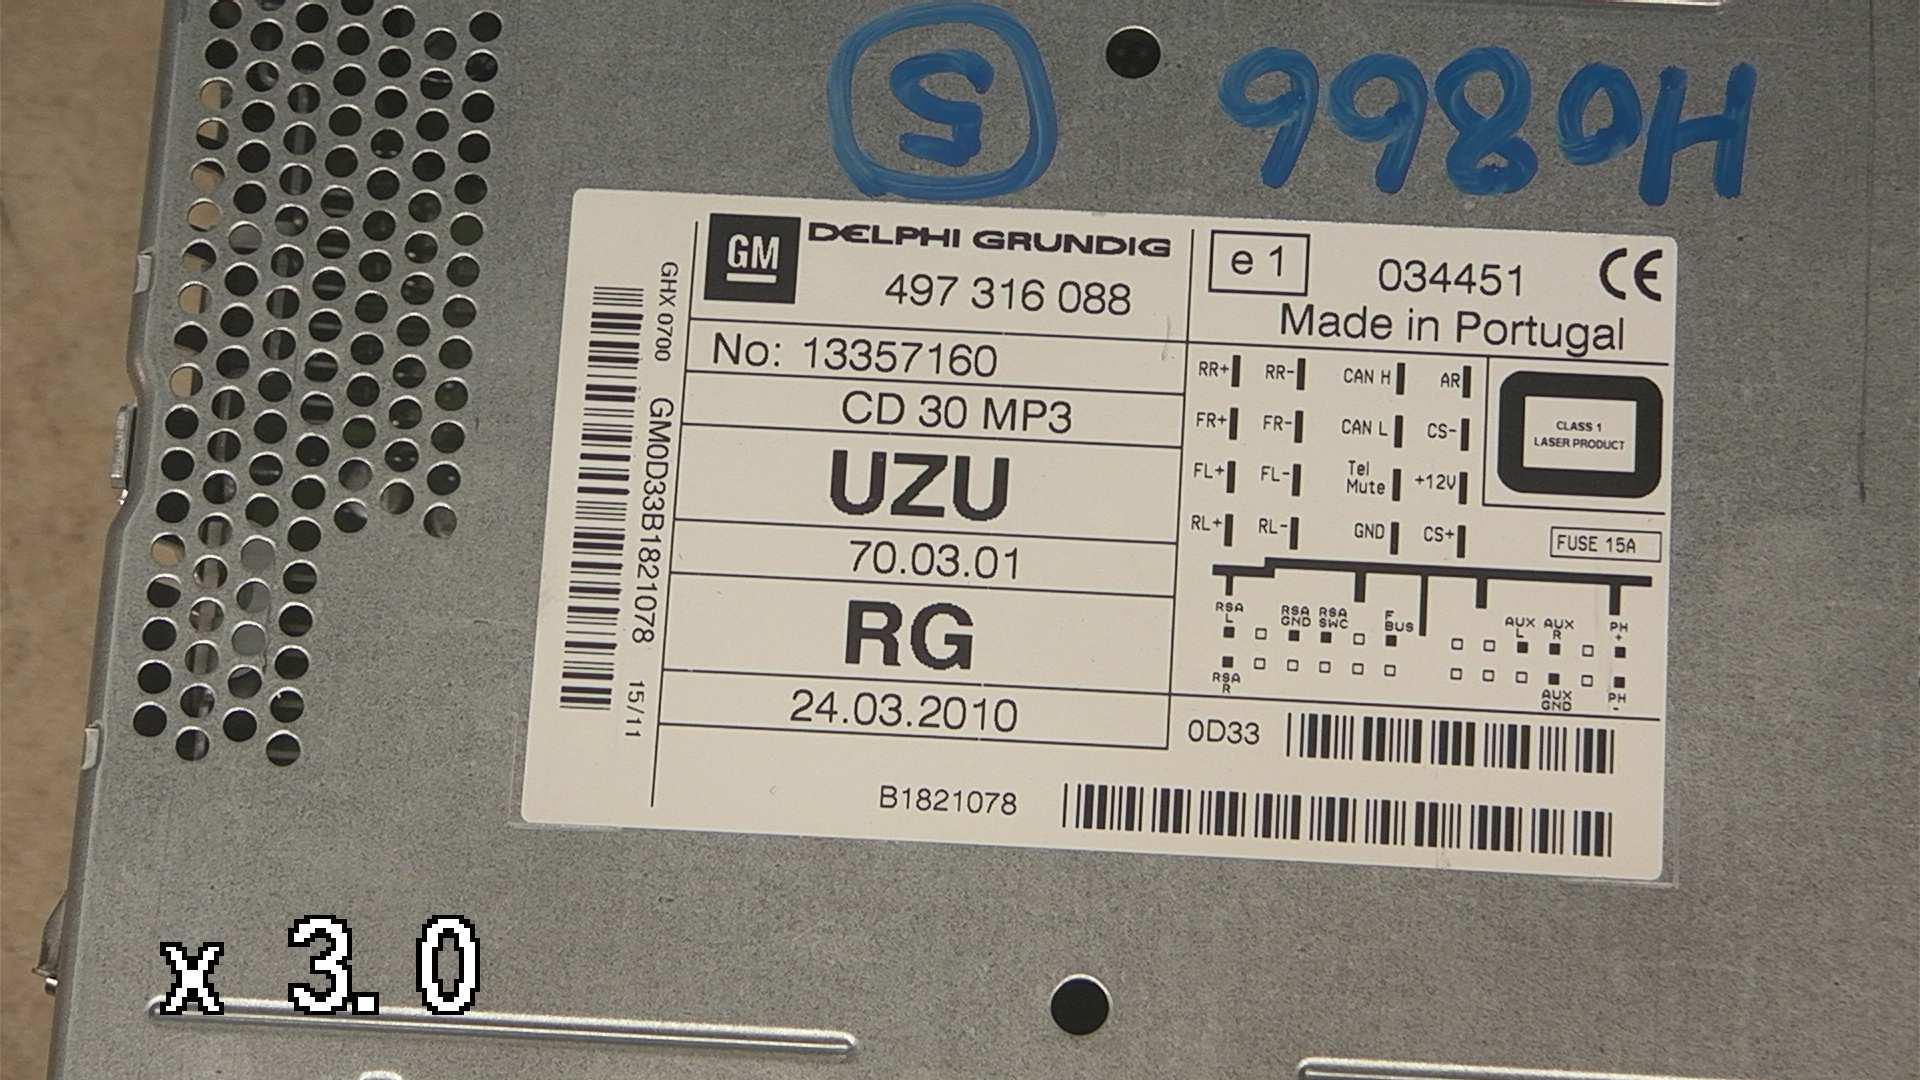 5
9980H
GM
DELPHI GRUNDIG
497 316 088
No: 13357160
CD 30 MP3
UZU
70.03.01
RG
24.03.2010
GHX 0700
GM0D33B1821078
15/11
e 1
034451
CE
Made in Portugal
RR+ RR- CAN H AR
FR+ FR- CAN L CS-
FL+ FL- Tel Mute +12V
RL+ RL- GND CS+
CLASS 1
LASER PRODUCT
FUSE 15A
RSA L RSA GND RSA SWC F BUS AUX L AUX R PH +
RSA R AUX GND PH -
0D33
B1821078
x 3.0